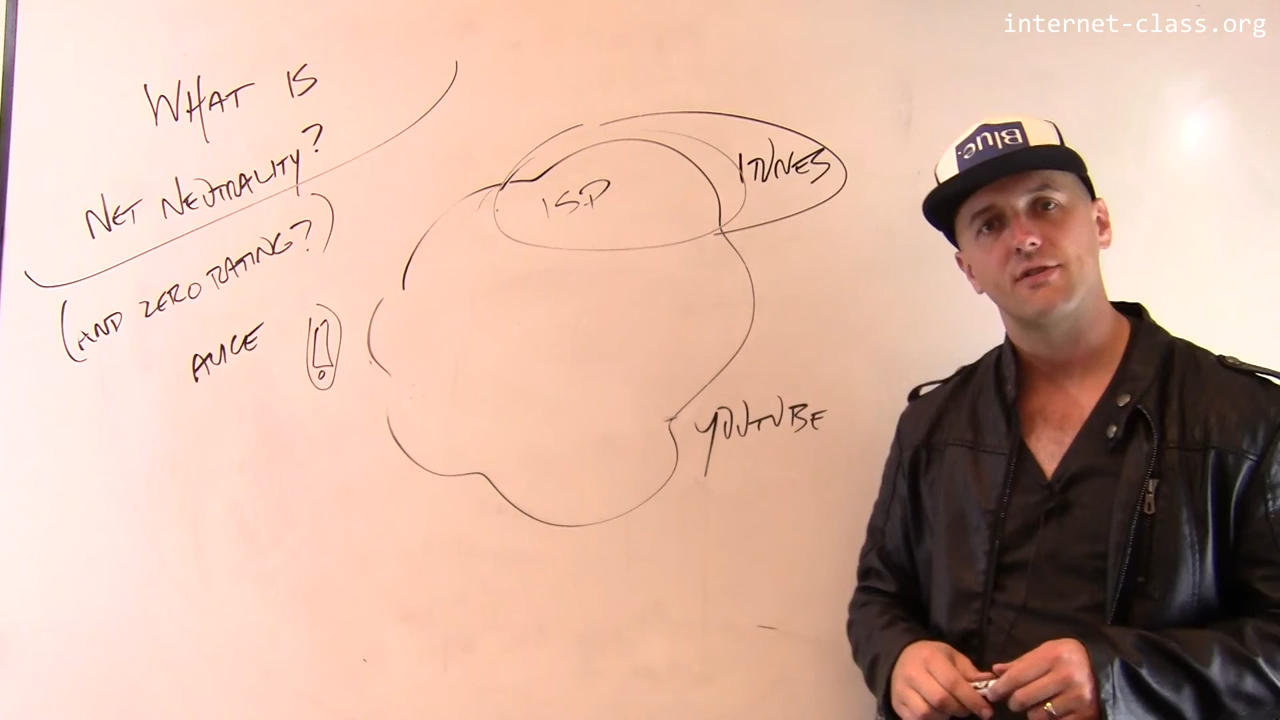 internet-class.org
WHAT IS
NET NEUTRALITY?
(AND ZERO RATING?)
ALICE
ISP
ITUNES
YOUTUBE
Blue.